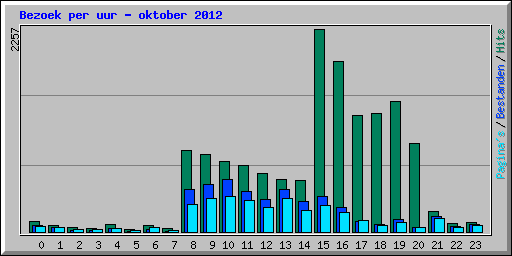 Bezoek per uur - oktober 2012
2257
Pagina's / Bestanden / Hits
0 1 2 3 4 5 6 7 8 9 10 11 12 13 14 15 16 17 18 19 20 21 22 23